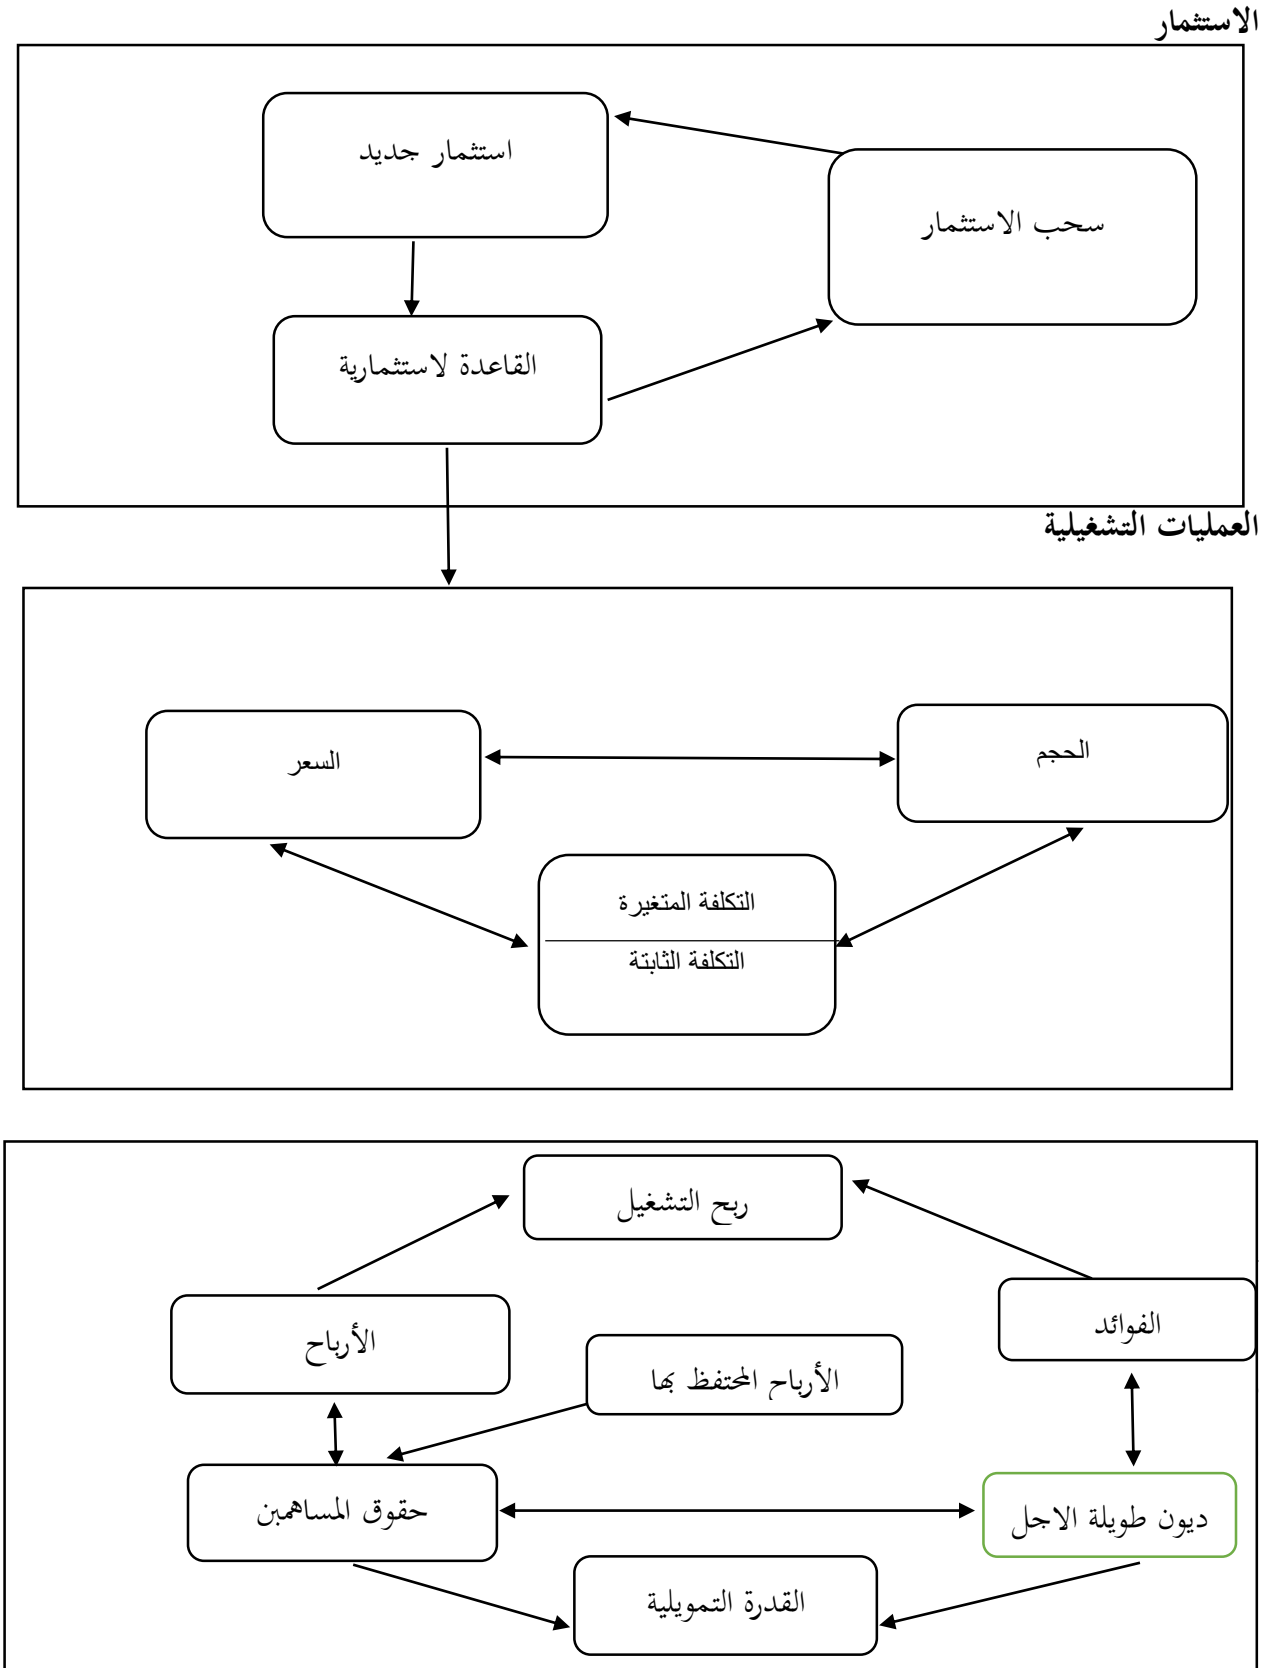 الاستثمار
استثمار جديد
سحب الاستثمار
القاعدة لاستثمارية
العمليات التشغيلية
الحجم
السعر
التكلفة المتغيرة
التكلفة الثابتة
ربح التشغيل
الفوائد
الأرباح
الأرباح المحتفظ بها
ديون طويلة الاجل
حقوق المساهمين
القدرة التمويلية